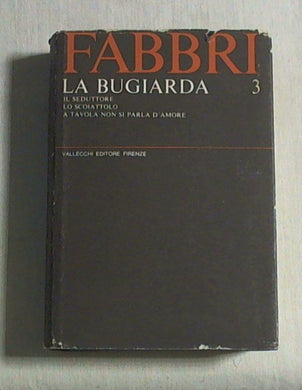 FABBRI
LA BUGIARDA 3
IL SEDUTTORE
LO SCOIATTOLO
A TAVOLA NON SI PARLA D'AMORE
VALLECCHI EDITORE FIRENZE